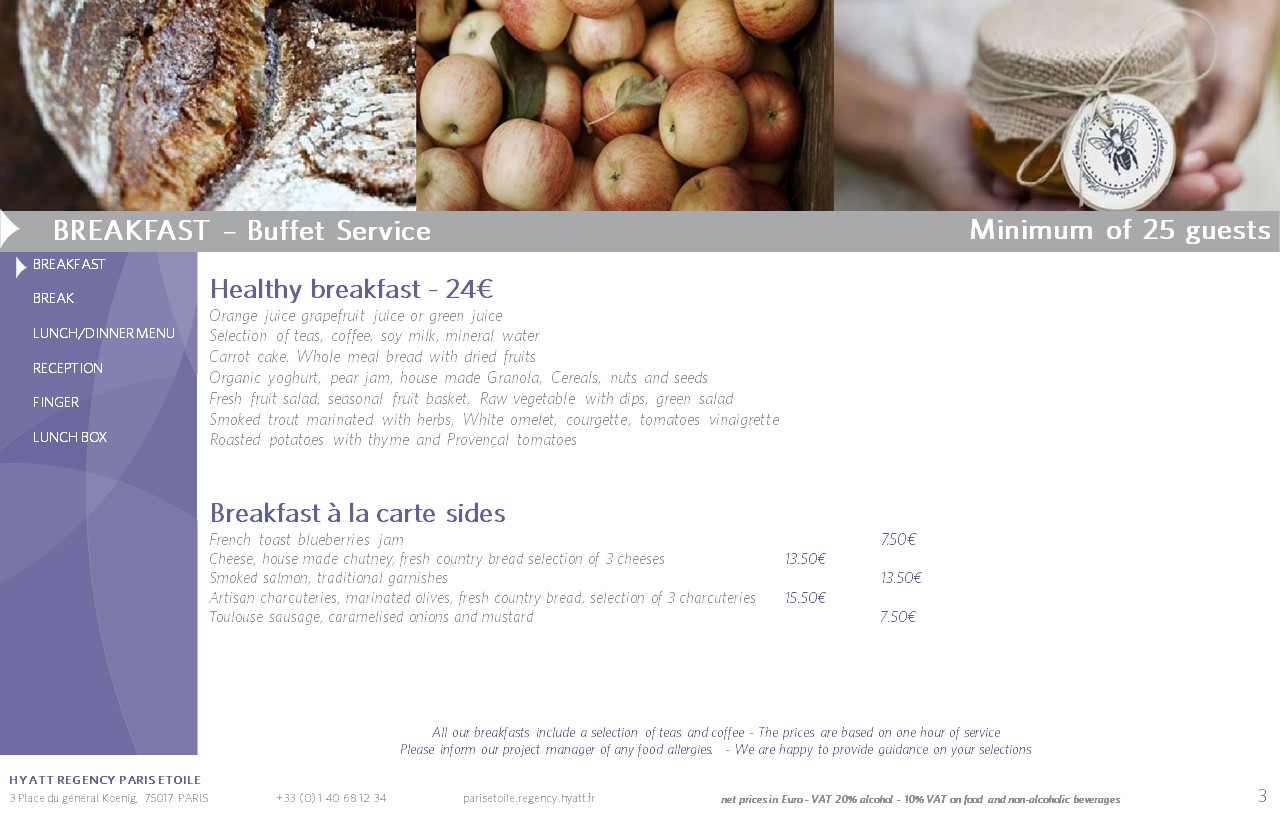 BREAKFAST – Buffet Service Minimum of 25 guests
BREAKFAST
BREAK
LUNCH/DINNER MENU
RECEPTION
FINGER
LUNCH BOX
Healthy breakfast - 24€
Orange juice grapefruit juice or green juice
Selection of teas, coffee, soy milk, mineral water
Carrot cake, Whole meal bread with dried fruits
Organic yoghurt, pear jam, house made Granola, Cereals, nuts and seeds
Fresh fruit salad, seasonal fruit basket, Raw vegetable with dips, green salad
Smoked trout marinated with herbs, White omelet, courgette, tomatoes vinaigrette
Roasted potatoes with thyme and Provençal tomatoes
Breakfast à la carte sides
French toast blueberries jam 7.50€
Cheese, house made chutney, fresh country bread selection of 3 cheeses 13.50€
Smoked salmon, traditional garnishes 13.50€
Artisan charcuteries, marinated olives, fresh country bread, selection of 3 charcuteries 15.50€
Toulouse sausage, caramelised onions and mustard 7.50€
All our breakfasts include a selection of teas and coffee - The prices are based on one hour of service
Please inform our project manager of any food allergies. - We are happy to provide guidance on your selections
HYATT REGENCY PARIS ETOILE
3 Place du général Koenig, 75017 PARIS +33 (0) 1 40 68 12 34 parisetoile.regency.hyatt.fr net prices in Euro - VAT 20% alcohol - 10% VAT on food and non-alcoholic beverages 3